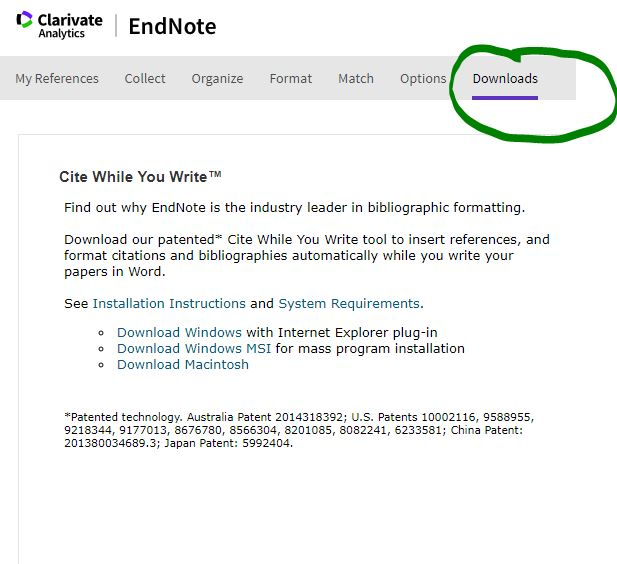 Clarivate
Analytics
EndNote
My References Collect Organize Format Match Options Downloads
Cite While You Write™
Find out why EndNote is the industry leader in bibliographic formatting.
Download our patented* Cite While You Write tool to insert references, and
format citations and bibliographies automatically while you write your
papers in Word.
See Installation Instructions and System Requirements.
Download Windows with Internet Explorer plug-in
Download Windows MSI for mass program installation
Download Macintosh
*Patented technology. Australia Patent 2014318392; U.S. Patents 10002116, 9588955,
9218344, 9177013, 8676780, 8566304, 8201085, 8082241, 6233581; China Patent:
201380034689.3; Japan Patent: 5992404.